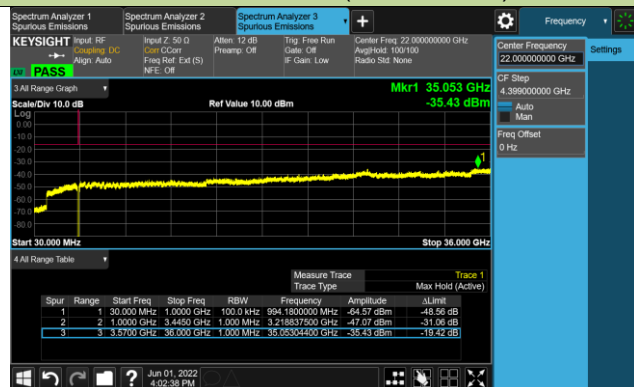 Spectrum Analyzer 1
Spurious Emissions
Spectrum Analyzer 2
Spurious Emissions
Spectrum Analyzer 3
Spurious Emissions
Frequency
KEYSIGHT
Input: RF
Coupling: DC
Align: Auto
Input Z: 50 Ω
Corr CCorr
Freq Ref: Ext (S)
NFE: Off
Atten: 12 dB
Preamp: Off
Trig: Free Run
Gate: Off
IF Gain: Low
Center Freq: 22.000000000 GHz
Avg|Hold: 100/100
Radio Std: None
PASS
Center Frequency
22.000000000 GHz
Settings
CF Step
4.399000000 GHz
Auto
Man
Freq Offset
0 Hz
3 All Range Graph
Mkr1 35.053 GHz
Scale/Div 10.0 dB
Ref Value 10.00 dBm
-35.43 dBm
Log
0.00
-10.0
-20.0
-30.0
-40.0
-50.0
-60.0
-70.0
-80.0
1
Start 30.000 MHz
Stop 36.000 GHz
4 All Range Table
Measure Trace
Trace 1
Trace Type
Max Hold (Active)
Spur Range Start Freq Stop Freq RBW Frequency Amplitude ΔLimit
1 1 30.000 MHz 1.0000 GHz 100.0 kHz 994.1800000 MHz -64.57 dBm -48.56 dB
2 2 1.0000 GHz 3.4450 GHz 1.000 MHz 3.218837500 GHz -47.07 dBm -31.06 dB
3 3 3.5700 GHz 36.000 GHz 1.000 MHz 35.05304400 GHz -35.43 dBm -19.42 dB
Jun 01, 2022
4:02:38 PM